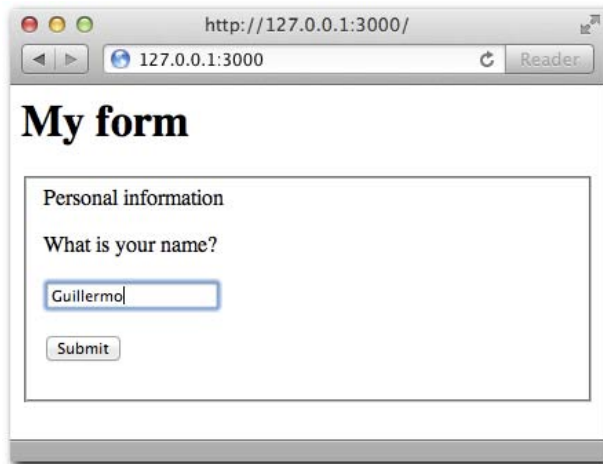 http://127.0.0.1:3000/
127.0.0.1:3000
Reader
My form
Personal information
What is your name?
Guillermo
Submit